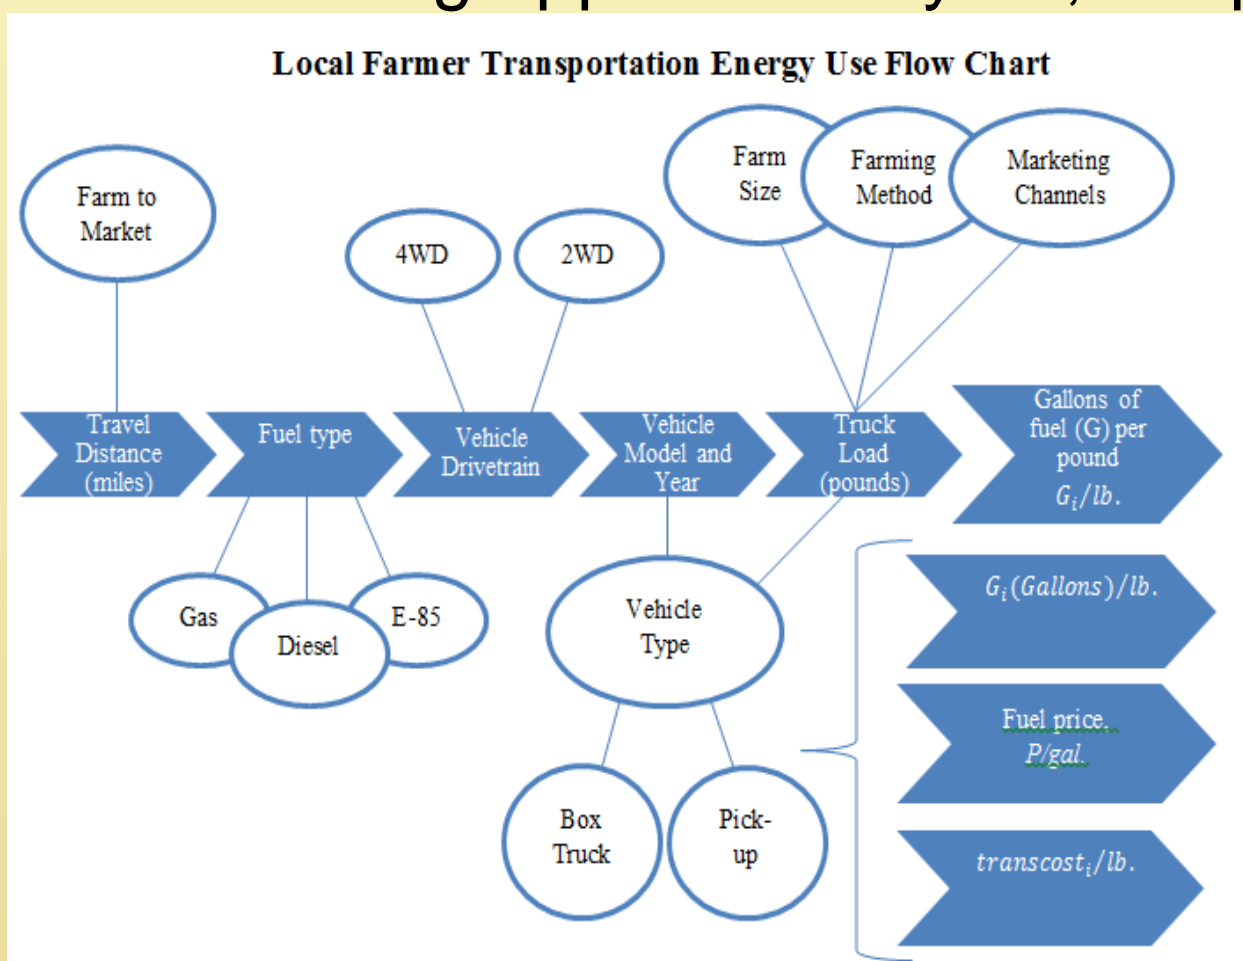 Local Farmer Transportation Energy Use Flow Chart
Farm to
Market
4WD
2WD
Farm
Size
Farming
Method
Marketing
Channels
Travel
Distance
(miles)
Fuel type
Vehicle
Drivetrain
Vehicle
Model and
Year
Truck
Load
(pounds)
Gallons of
fuel (G) per
pound
Gᵢ/lb.
Gas
Diesel
E-85
Vehicle
Type
Box
Truck
Pick-
up
Gᵢ(Gallons)/lb.
Fuel price.
P/gal.
transcostᵢ/lb.